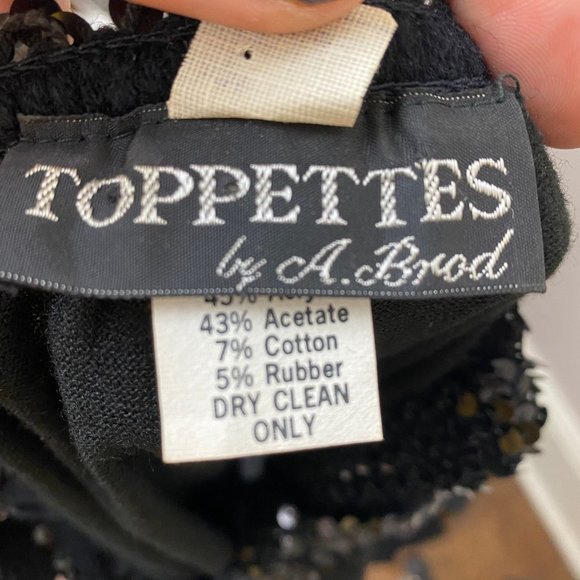 TOPPETTES
by A. Brod
43% Acetate
7% Cotton
5% Rubber
DRY CLEAN
ONLY